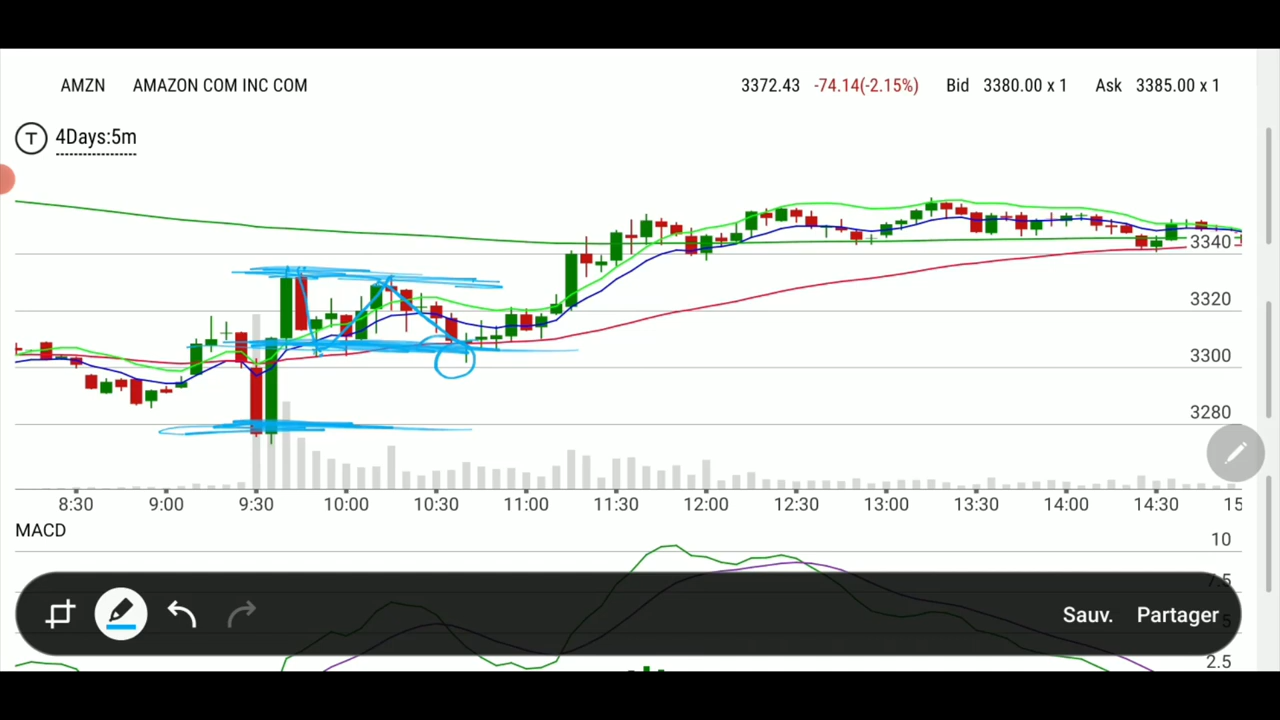 AMZN AMAZON COM INC COM 3372.43 -74.14(-2.15%) Bid 3380.00 x 1 Ask 3385.00 x 1
T 4Days:5m
3340
3320
3300
3280
8:30 9:00 9:30 10:00 10:30 11:00 11:30 12:00 12:30 13:00 13:30 14:00 14:30 15
MACD
10
7.5
5
2.5
Sauv. Partager